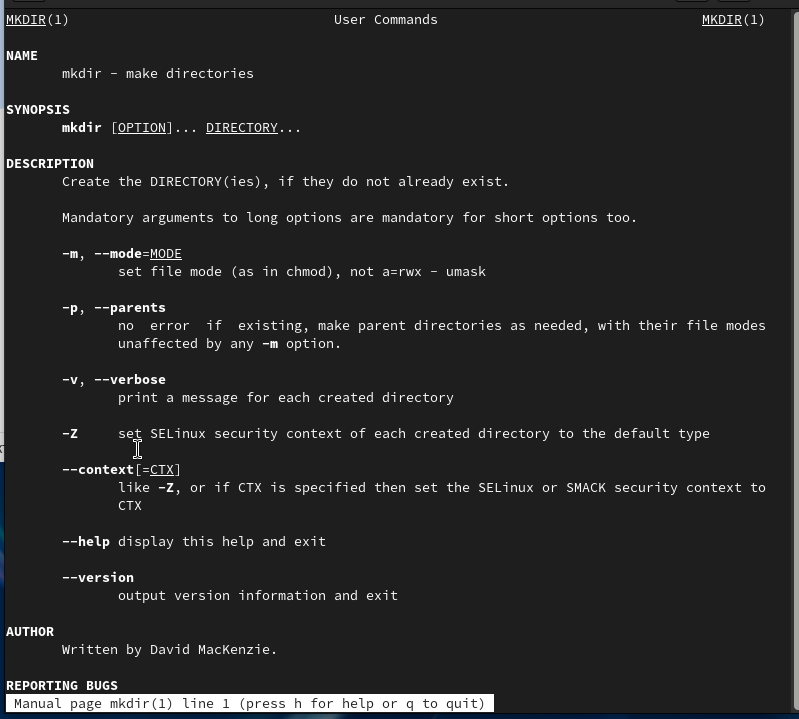 MKDIR(1) User Commands MKDIR(1)
NAME
mkdir - make directories
SYNOPSIS
mkdir [OPTION]... DIRECTORY...
DESCRIPTION
Create the DIRECTORY(ies), if they do not already exist.
Mandatory arguments to long options are mandatory for short options too.
-m, --mode=MODE
set file mode (as in chmod), not a=rwx - umask
-p, --parents
no error if existing, make parent directories as needed, with their file modes
unaffected by any -m option.
-v, --verbose
print a message for each created directory
-Z set SELinux security context of each created directory to the default type
--context[=CTX]
like -Z, or if CTX is specified then set the SELinux or SMACK security context to
CTX
--help display this help and exit
--version
output version information and exit
AUTHOR
Written by David MacKenzie.
REPORTING BUGS
Manual page mkdir(1) line 1 (press h for help or q to quit)